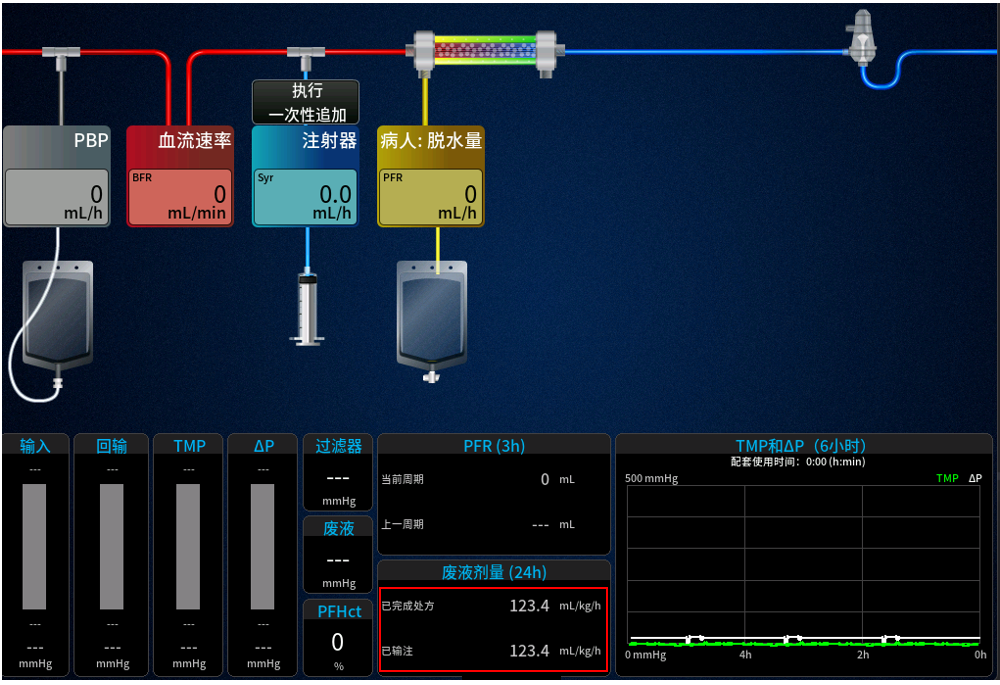 执行
一次性追加
PBP
0
mL/h
血流速率
BFR
0
mL/min
注射器
Syr
0.0
mL/h
病人: 脱水量
PFR
0
mL/h
输入
---
---
---
mmHg
回输
---
---
---
mmHg
TMP
---
---
---
mmHg
ΔP
---
---
---
mmHg
过滤器
---
mmHg
废液
---
mmHg
PFHct
0
%
PFR (3h)
当前周期 0 mL
上一周期 --- mL
废液剂量 (24h)
已完成处方 123.4 mL/kg/h
已输注 123.4 mL/kg/h
TMP和ΔP（6小时）
配套使用时间: 0:00 (h:min)
500 mmHg TMP ΔP
0 mmHg 4h 2h 0h